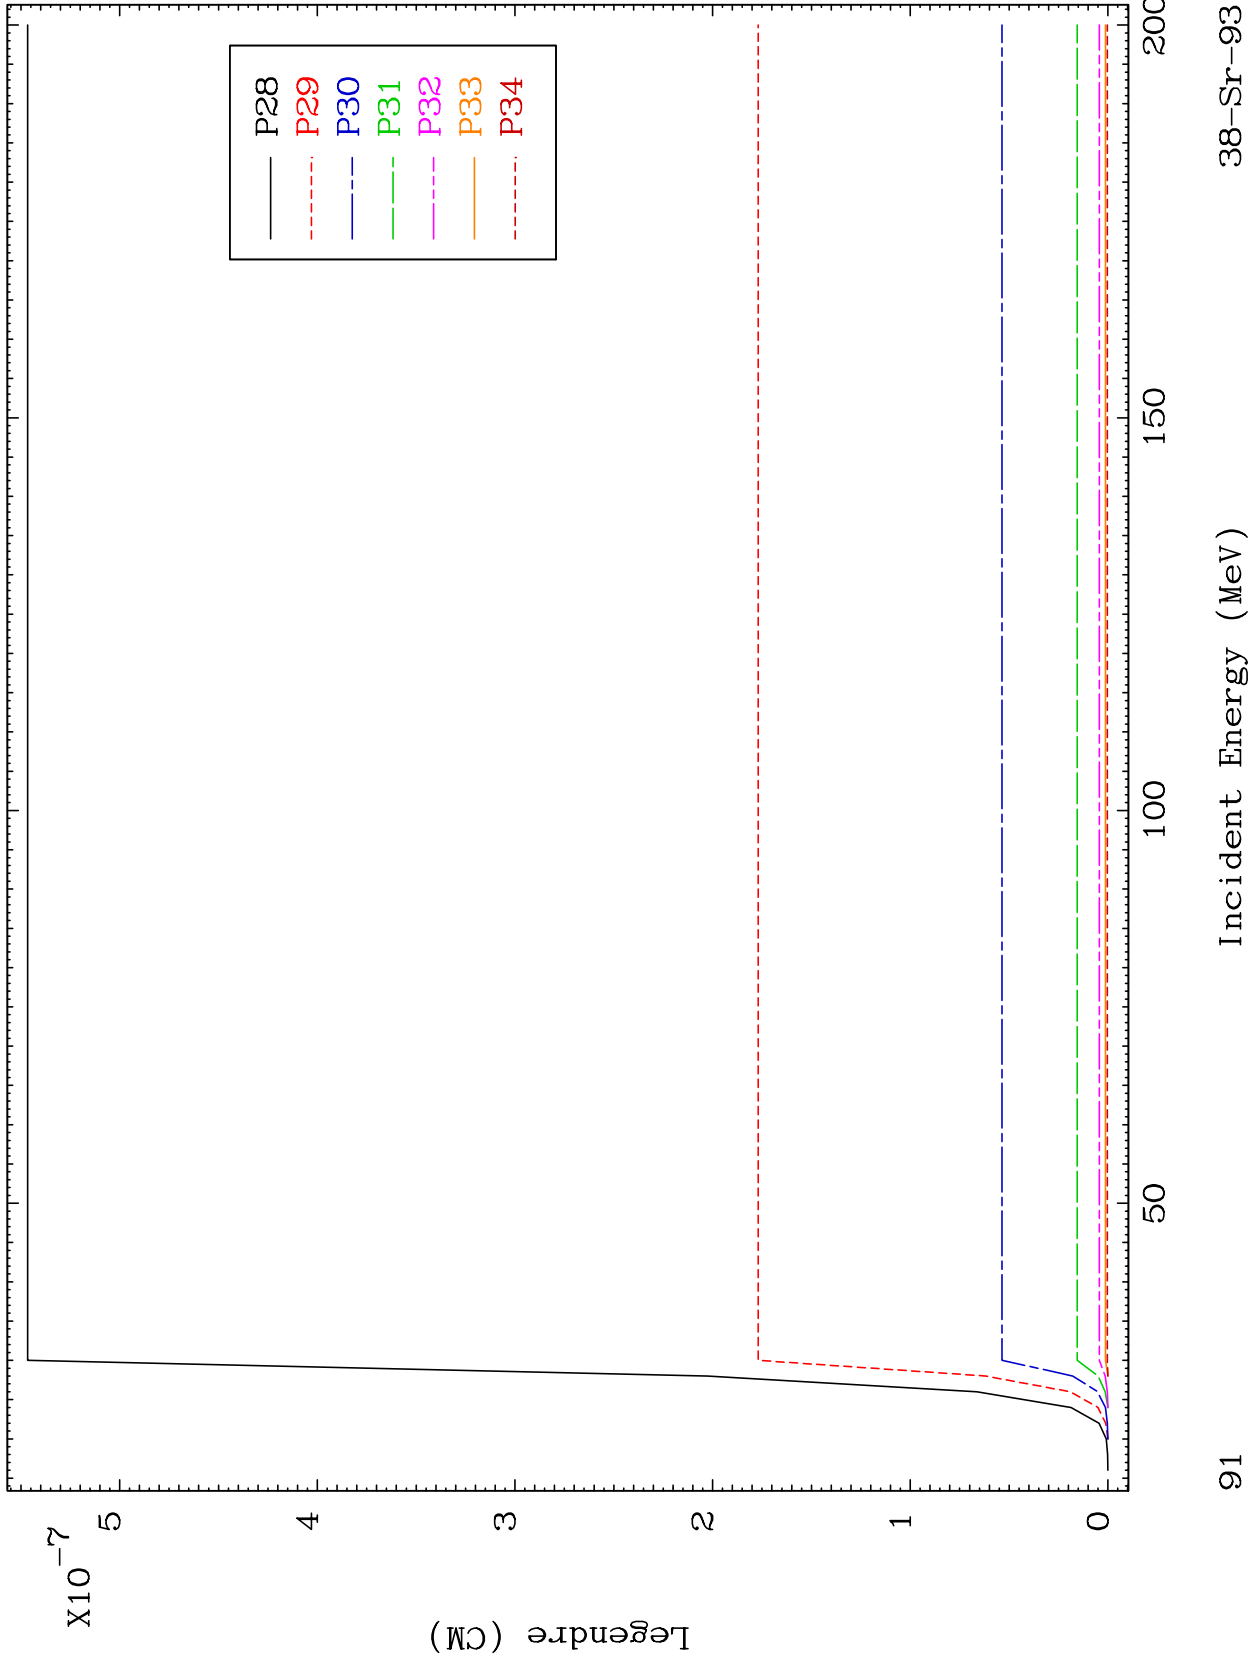 X10-7
5
4
3
2
1
0
Legendre (CM)
P28
P29
P30
P31
P32
P33
P34
50
100
150
200
Incident Energy (MeV)
91
38-Sr-93